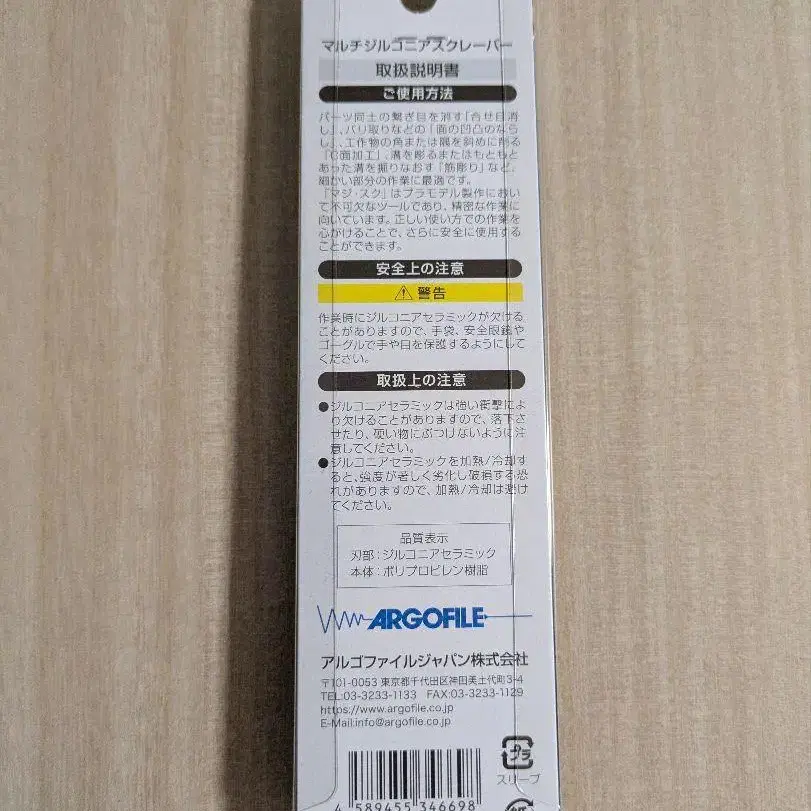 マルチジルコニアスクレーパー
取扱説明書
ご使用方法
パーツ同士の繋ぎ目を消す「合せ目消
し」、バリ取りなどの「面の凹凸のなら
し」、工作物の角または隅を斜めに削る
「C面加工」、溝を彫るまたはもともと
あった溝を掘りなおす「筋彫り」など、
細かい部分の作業に最適です。
「マジ・スク」はプラモデル製作におい
て不可欠なツールであり、精密な作業に
向いています。正しい使い方での作業を
心がけることで、さらに安全に使用する
ことができます。
安全上の注意
⚠ 警告
作業時にジルコニアセラミックが欠ける
ことがありますので、手袋、安全眼鏡や
ゴーグルで手や目を保護するようにして
ください。
取扱上の注意
●ジルコニアセラミックは強い衝撃によ
り欠けることがありますので、落下さ
せたり、硬い物にぶつけないように注
意してください。
●ジルコニアセラミックを加熱/冷却す
ると、強度が著しく劣化し破損する恐
れがありますので、加熱/冷却は避け
てください。
品質表示
刃部：ジルコニアセラミック
本体：ポリプロピレン樹脂
ARGOFILE
アルゴファイルジャパン株式会社
〒101-0053 東京都千代田区神田美土代町3-4
TEL:03-3233-1133 FAX:03-3233-1129
https://www.argofile.co.jp
E-Mail:info@argofile.co.jp
プラ
スリーブ
4 589455 346698